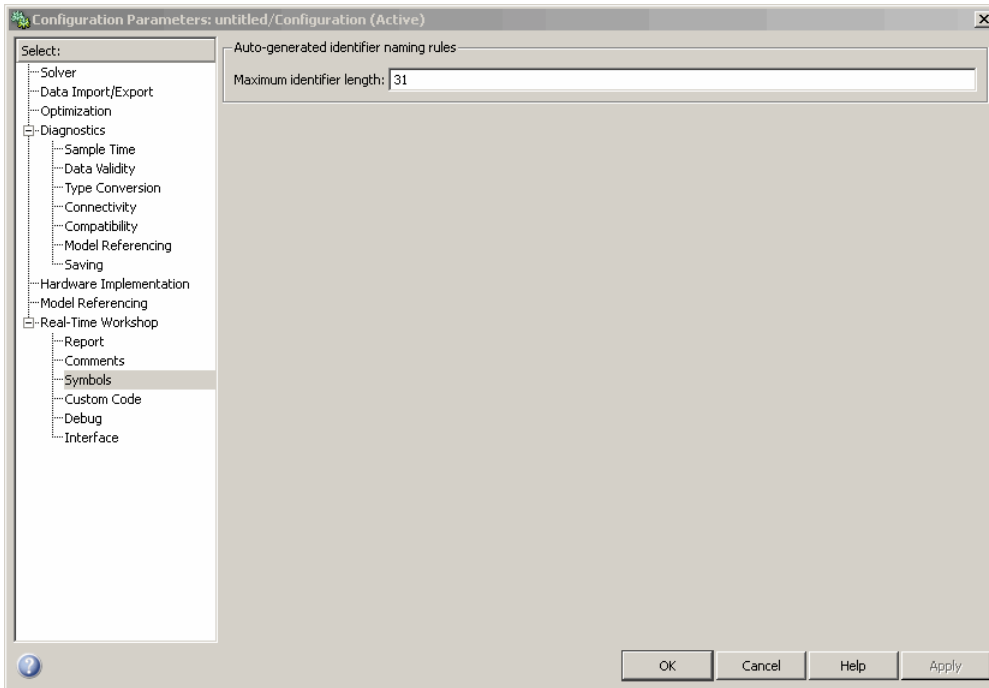 Configuration Parameters: untitled/Configuration (Active)
Select:
Solver
Data Import/Export
Optimization
Diagnostics
Sample Time
Data Validity
Type Conversion
Connectivity
Compatibility
Model Referencing
Saving
Hardware Implementation
Model Referencing
Real-Time Workshop
Report
Comments
Symbols
Custom Code
Debug
Interface
Auto-generated identifier naming rules
Maximum identifier length: 31
OK Cancel Help Apply